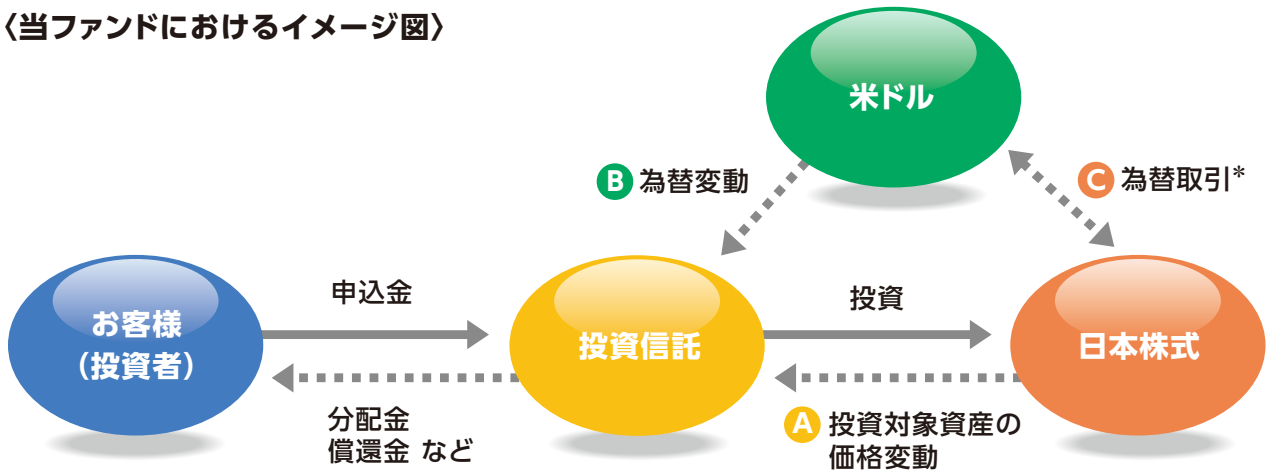 〈当ファンドにおけるイメージ図〉
米ドル
B 為替変動
C 為替取引*
お客様
(投資者)
申込金
投資信託
投資
日本株式
分配金
償還金 など
A 投資対象資産の
価格変動